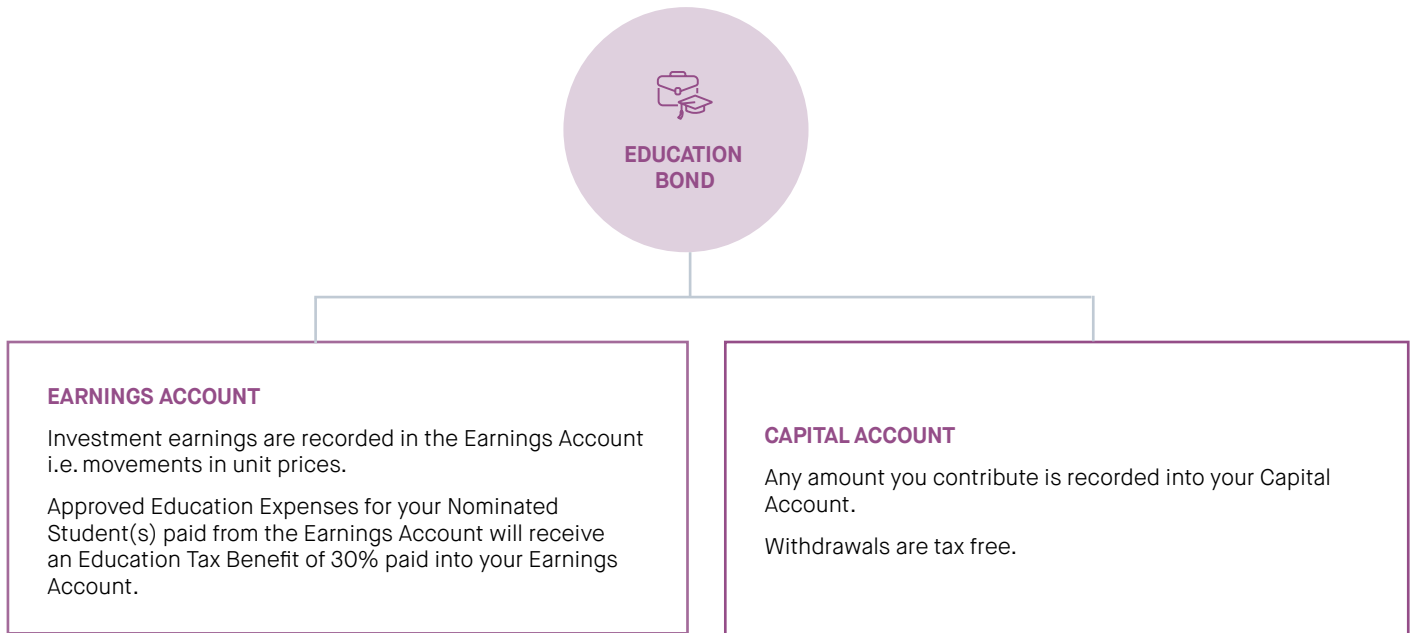 EDUCATION
BOND
EARNINGS ACCOUNT
Investment earnings are recorded in the Earnings Account
i.e. movements in unit prices.
Approved Education Expenses for your Nominated
Student(s) paid from the Earnings Account will receive
an Education Tax Benefit of 30% paid into your Earnings
Account.
CAPITAL ACCOUNT
Any amount you contribute is recorded into your Capital
Account.
Withdrawals are tax free.